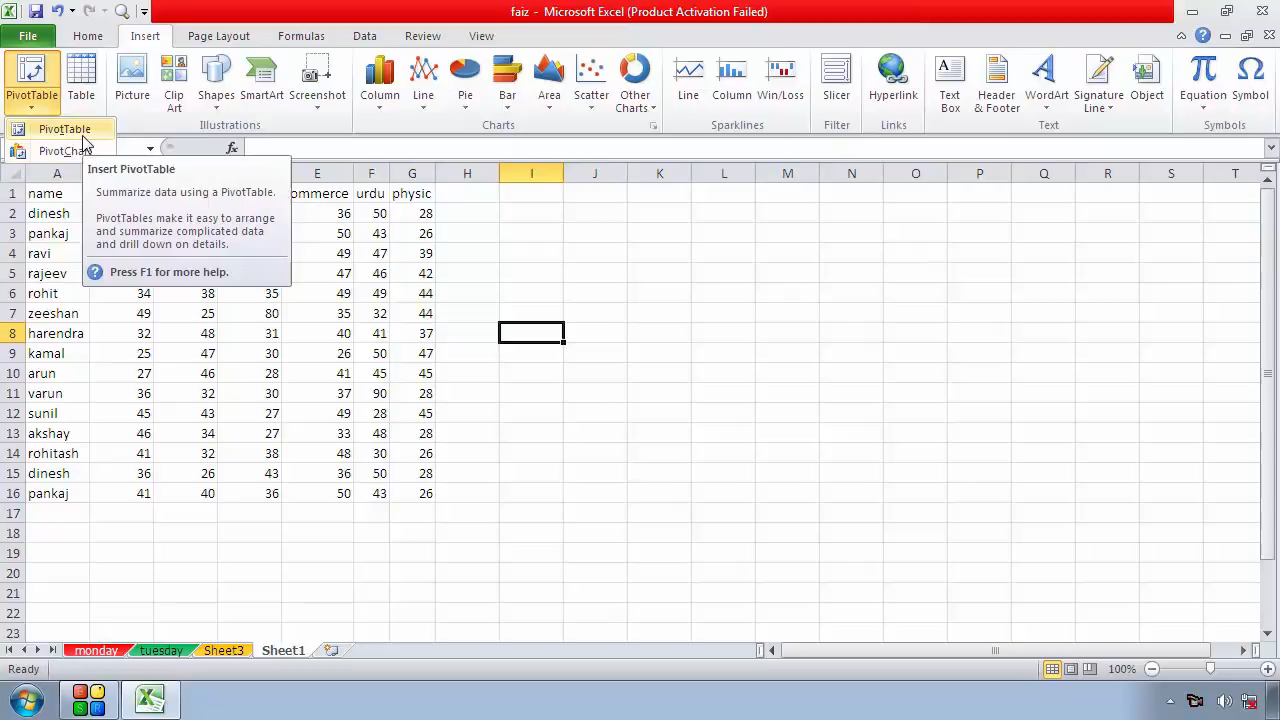 faiz - Microsoft Excel (Product Activation Failed)
File Home Insert Page Layout Formulas Data Review View
PivotTable Table Picture Clip Art Shapes SmartArt Screenshot Column Line Pie Bar Area Scatter Other Charts Line Column Win/Loss Slicer Hyperlink Text Box Header & Footer WordArt Signature Line Object Equation Symbol
Illustrations Charts Sparklines Filter Links Text Symbols
PivotTable
PivotChart
fx
Insert PivotTable
Summarize data using a PivotTable.
PivotTables make it easy to arrange
and summarize complicated data
and drill down on details.
Press F1 for more help.
A E F G H I J K L M N O P Q R S T
1 name ommerce urdu physic
2 dinesh 36 50 28
3 pankaj 50 43 26
4 ravi 49 47 39
5 rajeev 47 46 42
6 rohit 34 38 35 49 49 44
7 zeeshan 49 25 80 35 32 44
8 harendra 32 48 31 40 41 37
9 kamal 25 47 30 26 50 47
10 arun 27 46 28 41 45 45
11 varun 36 32 30 37 90 28
12 sunil 45 43 27 49 28 45
13 akshay 46 34 27 33 48 28
14 rohitash 41 32 38 48 30 26
15 dinesh 36 26 43 36 50 28
16 pankaj 41 40 36 50 43 26
17
18
19
20
21
22
23
monday tuesday Sheet3 Sheet1
Ready 100%